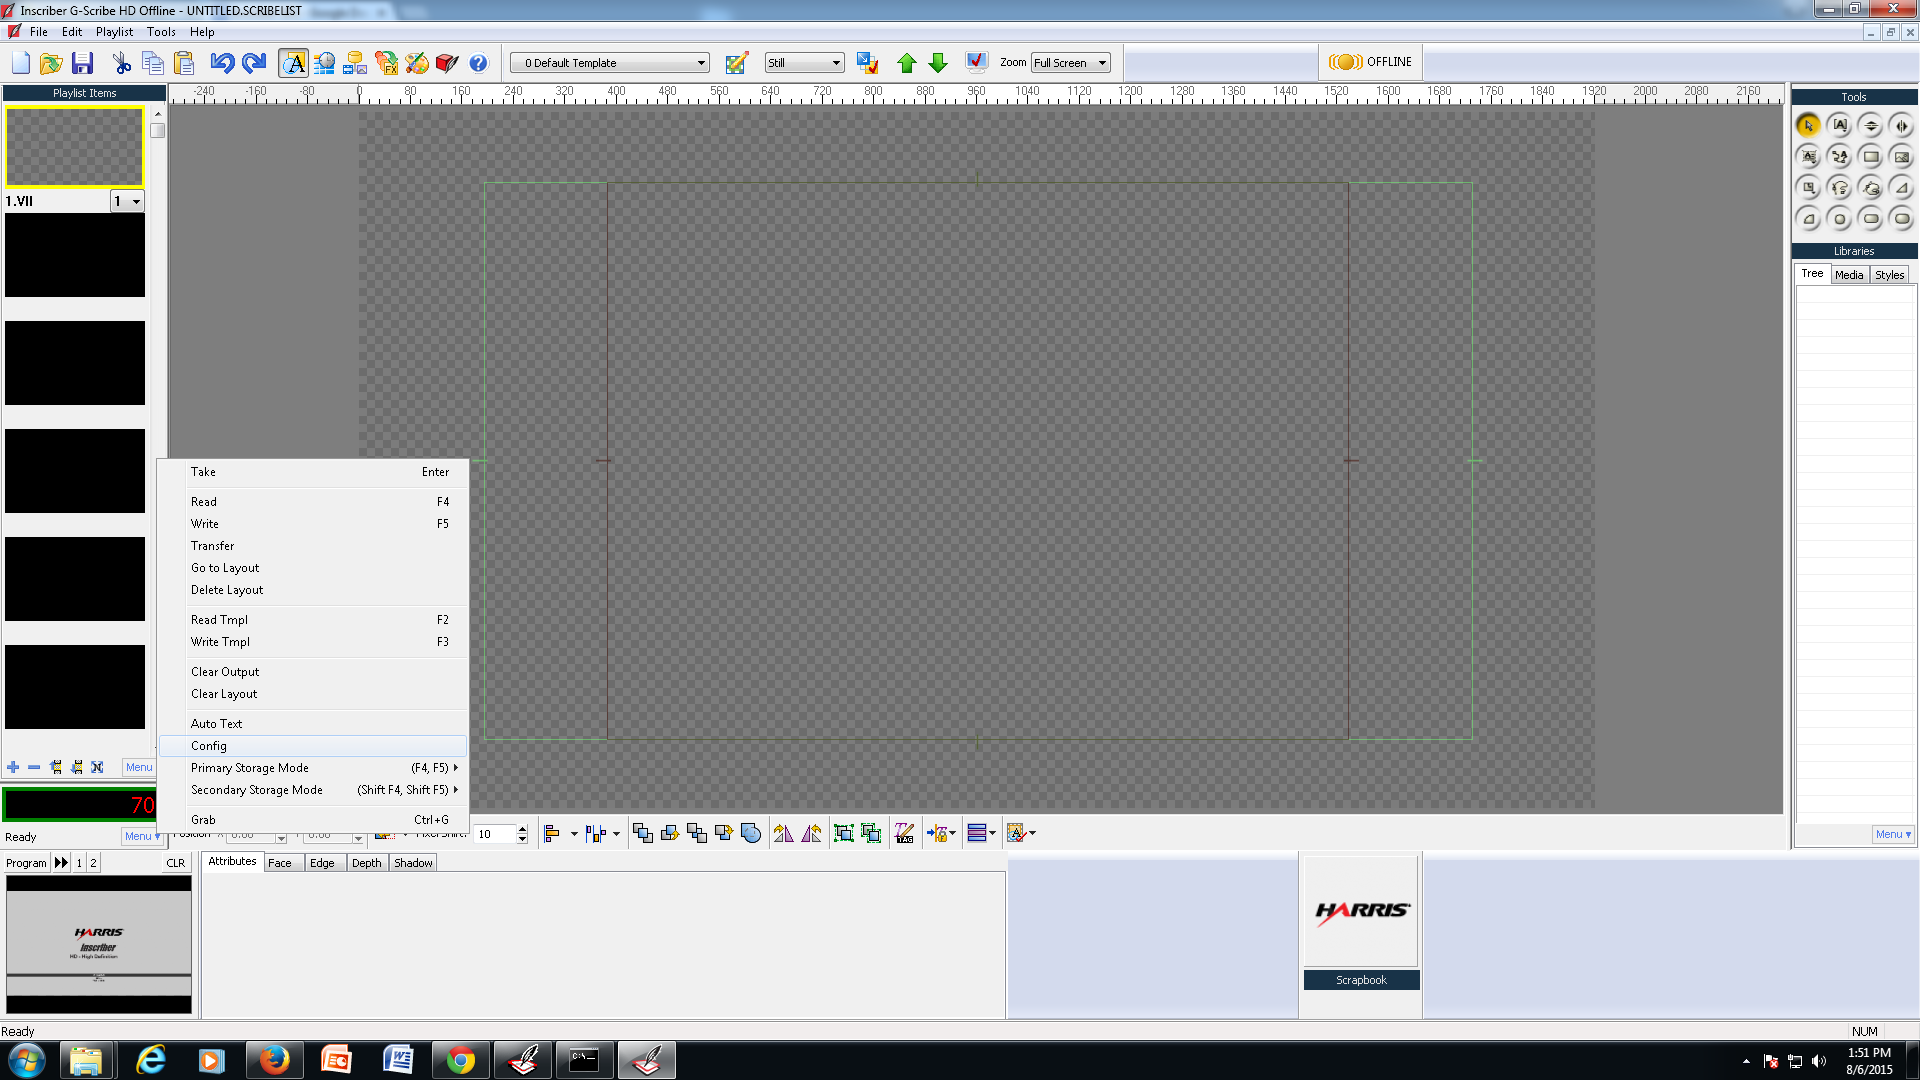 Inscriber G-Scribe HD Offline - UNTITLED.SCRIBELIST
File Edit Playlist Tools Help
0 Default Template
Still
Zoom
Full Screen
OFFLINE
Playlist Items
-240 -160 -80 0 80 160 240 320 400 480 560 640 720 800 880 960 1040 1120 1200 1280 1360 1440 1520 1600 1680 1760 1840 1920 2000 2080 2160
Tools
1.VII
1
Libraries
Tree Media Styles
Take Enter
Read F4
Write F5
Transfer
Go to Layout
Delete Layout
Read Tmpl F2
Write Tmpl F3
Clear Output
Clear Layout
Auto Text
Config
Primary Storage Mode (F4, F5)
Secondary Storage Mode (Shift F4, Shift F5)
Grab Ctrl+G
Menu
70
Ready
Menu
10
TAG
Menu
Program 1 2 CLR
Attributes Face Edge Depth Shadow
HARRIS
Inscriber
HD - High Definition
HARRIS
Scrapbook
Ready
NUM
1:51 PM
8/6/2015